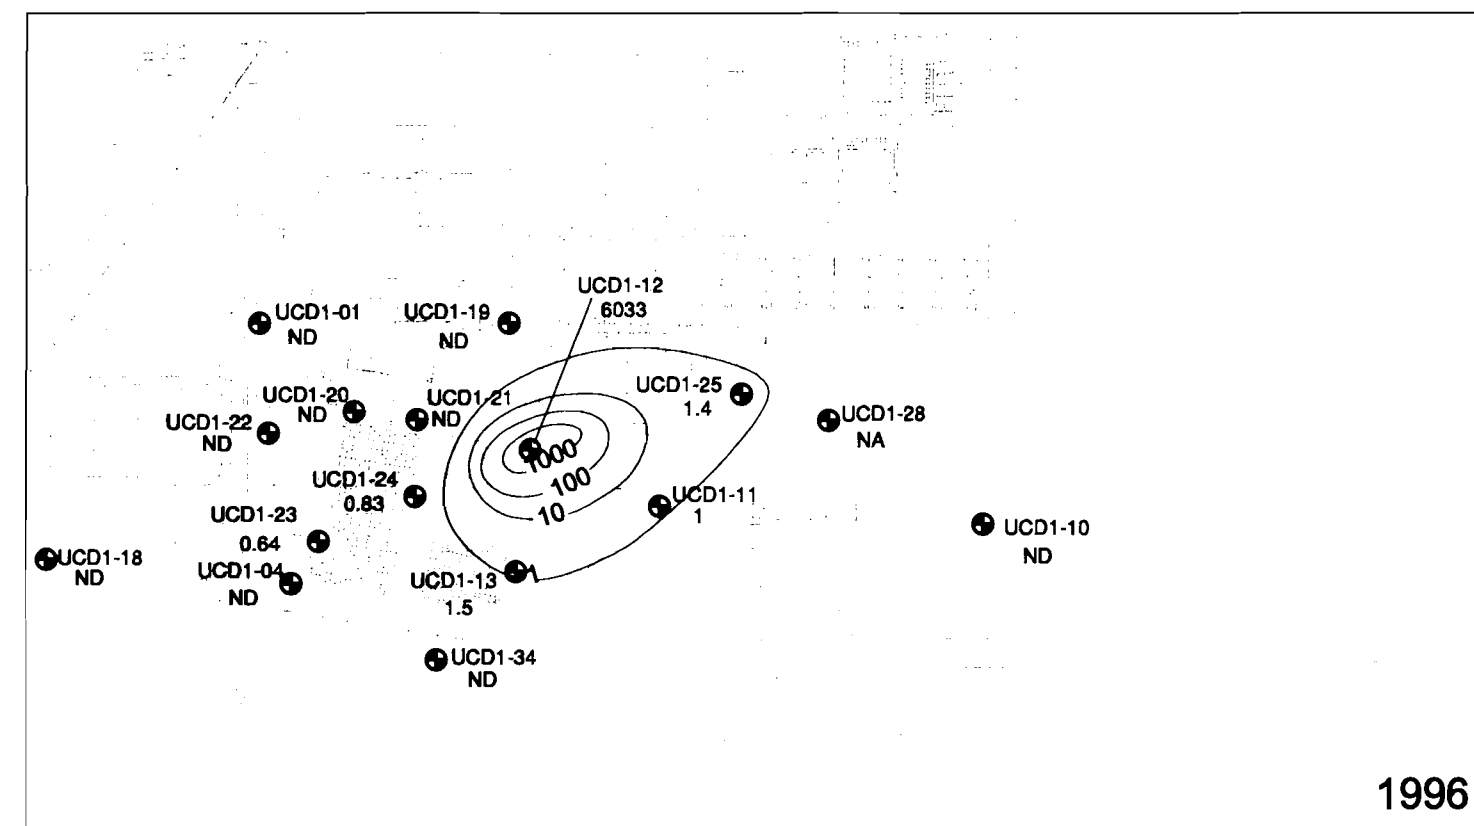 UCD1-12
6033
UCD1-01
ND
UCD1-19
ND
UCD1-25
1.4
UCD1-20
ND
UCD1-21
ND
UCD1-22
ND
UCD1-28
NA
1000
100
10
UCD1-24
0.83
UCD1-11
1
UCD1-23
0.64
UCD1-10
ND
UCD1-18
ND
UCD1-04
ND
UCD1-13
1.5
1
UCD1-34
ND
1996